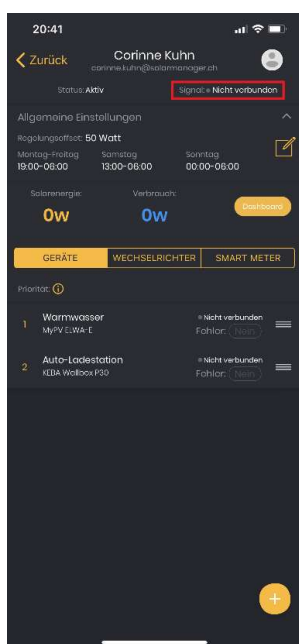 20:41
Zurück
Corinne Kuhn
corinne.kuhn@solarmanager.ch
Status: Aktiv
Signal: Nicht verbunden
Allgemeine Einstellungen
Regelungsoffset: 50 Watt
Montag-Freitag Samstag Sonntag
19:00-06:00 13:00-06:00 00:00-06:00
Solarenergie: Verbrauch:
0W 0W
Dashboard
GERÄTE WECHSELRICHTER SMART METER
Priorität:
1 Warmwasser
MyPV ELWA-E
Nicht verbunden
Fehler: Nein
2 Auto-Ladestation
KEBA Wallbox P30
Nicht verbunden
Fehler: Nein